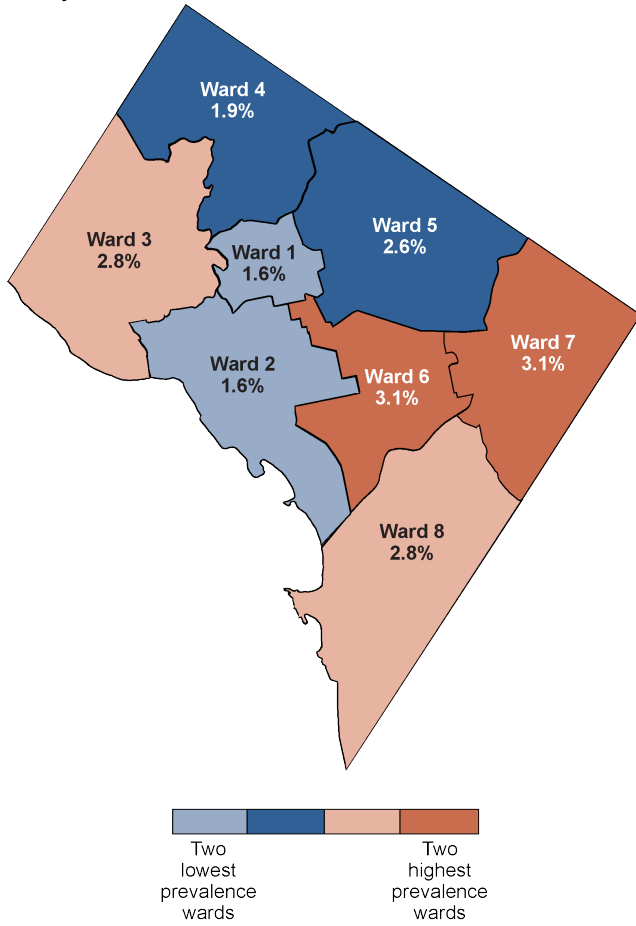 Ward 4
1.9%
Ward 5
2.6%
Ward 3
2.8%
Ward 1
1.6%
Ward 7
3.1%
Ward 2
1.6%
Ward 6
3.1%
Ward 8
2.8%
Two
lowest
prevalence
wards
Two
highest
prevalence
wards